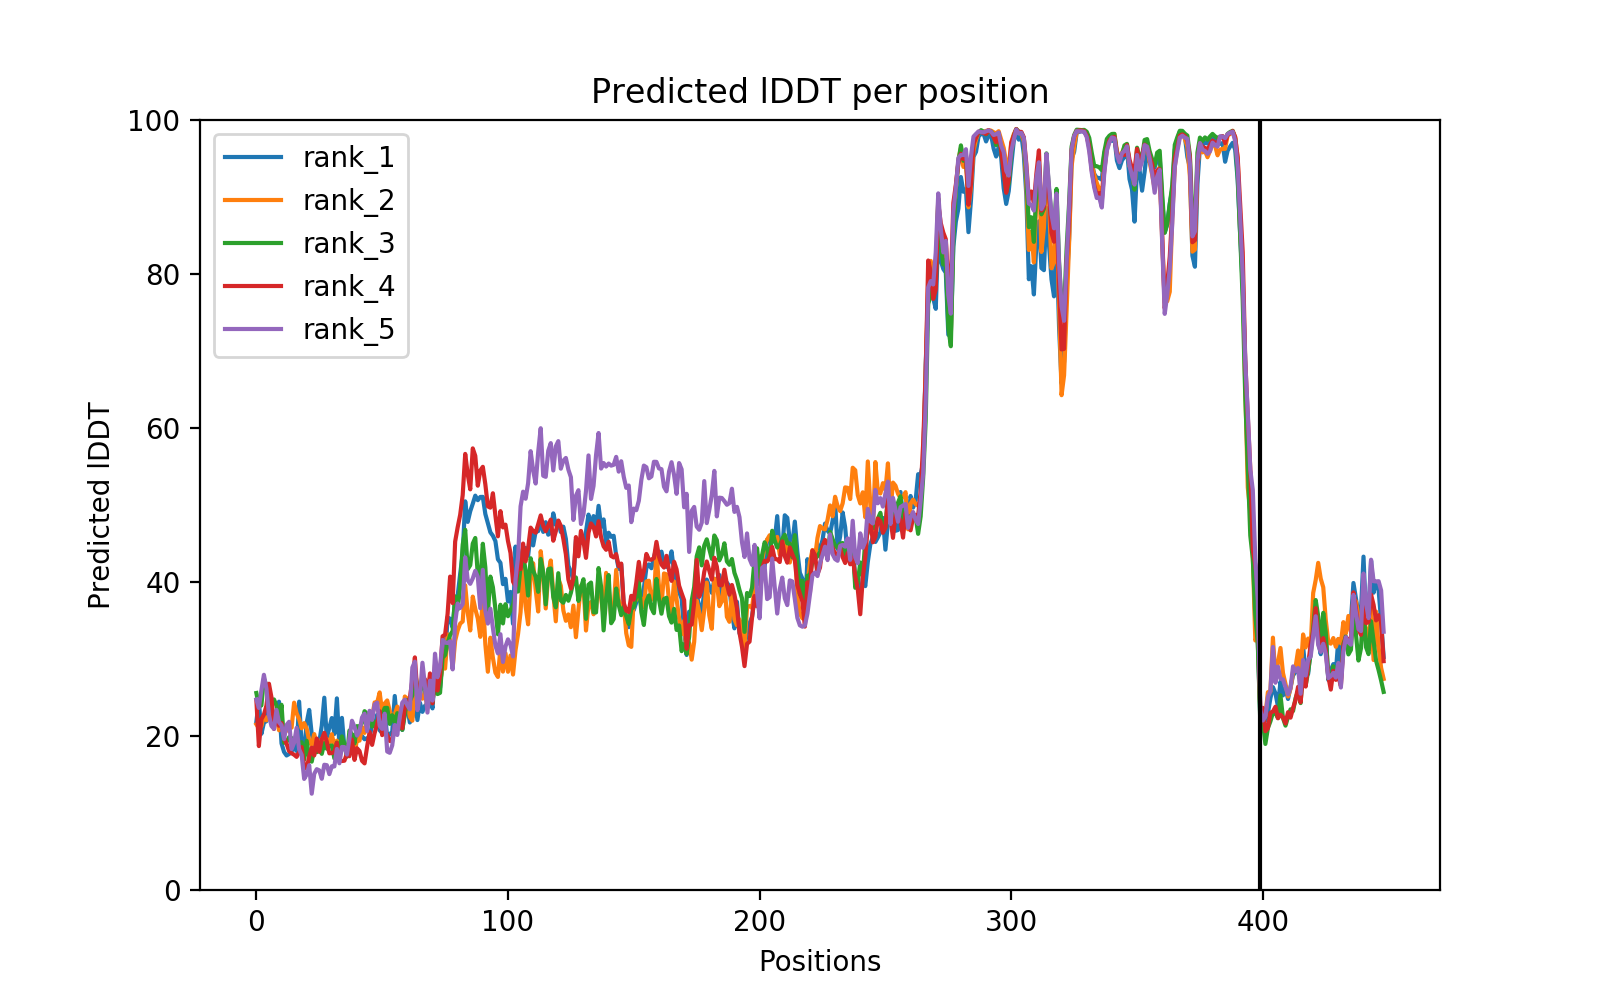 Predicted lDDT per position
100
80
60
40
20
0
Predicted lDDT
rank_1
rank_2
rank_3
rank_4
rank_5
0 100 200 300 400
Positions